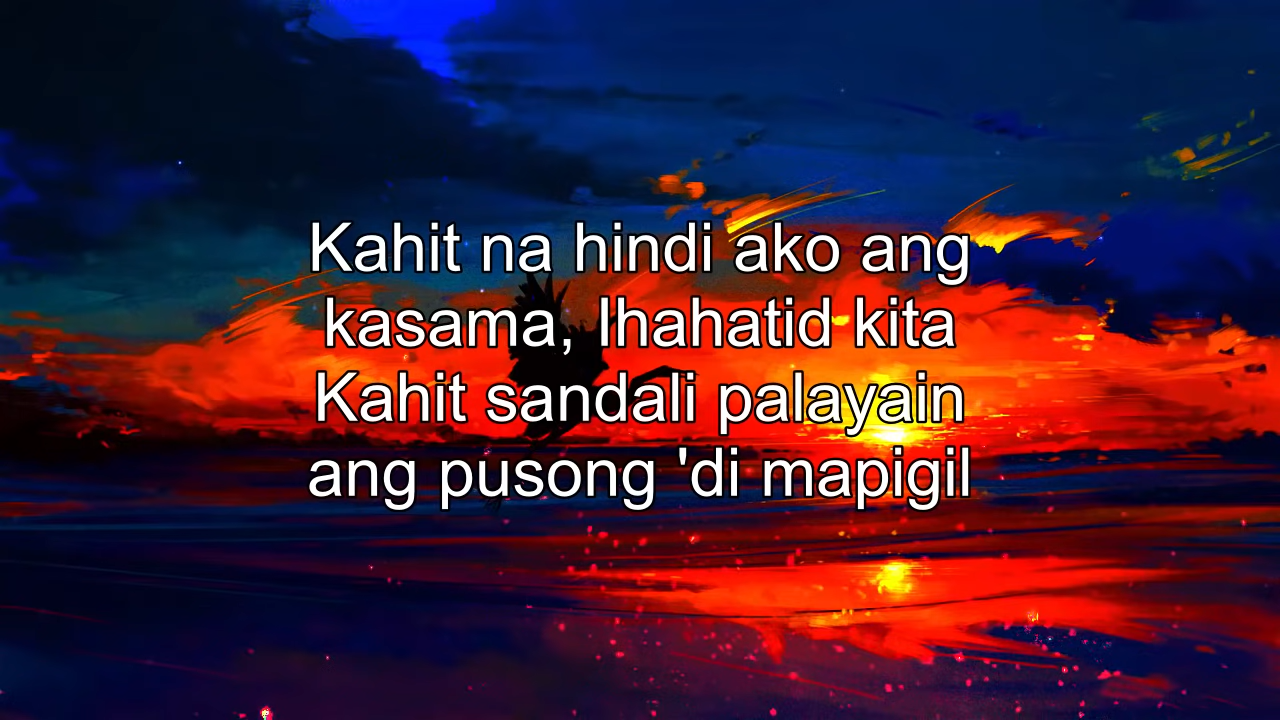 Kahit na hindi ako ang
kasama, Ihahatid kita
Kahit sandali palayain
ang pusong 'di mapigil